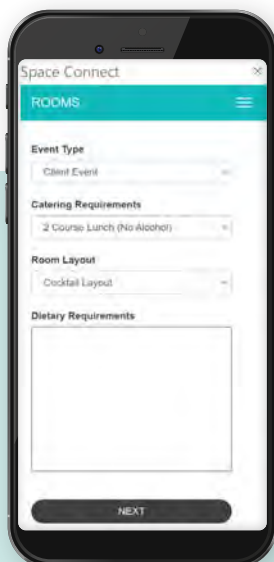 Space Connect ×
ROOMS
Event Type
Client Event
Catering Requirements
2 Course Lunch (No Alcohol)
Room Layout
Cocktail Layout
Dietary Requirements
NEXT